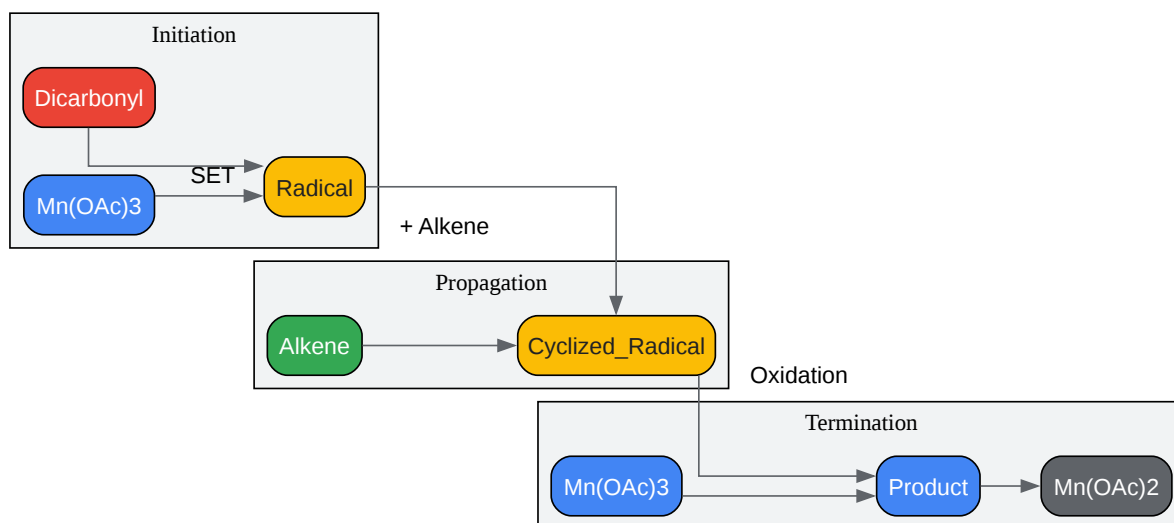 Initiation
Dicarbonyl
SET
Mn(OAc)3
Radical
+ Alkene
Propagation
Alkene
Cyclized_Radical
Oxidation
Termination
Mn(OAc)3
Product
Mn(OAc)2